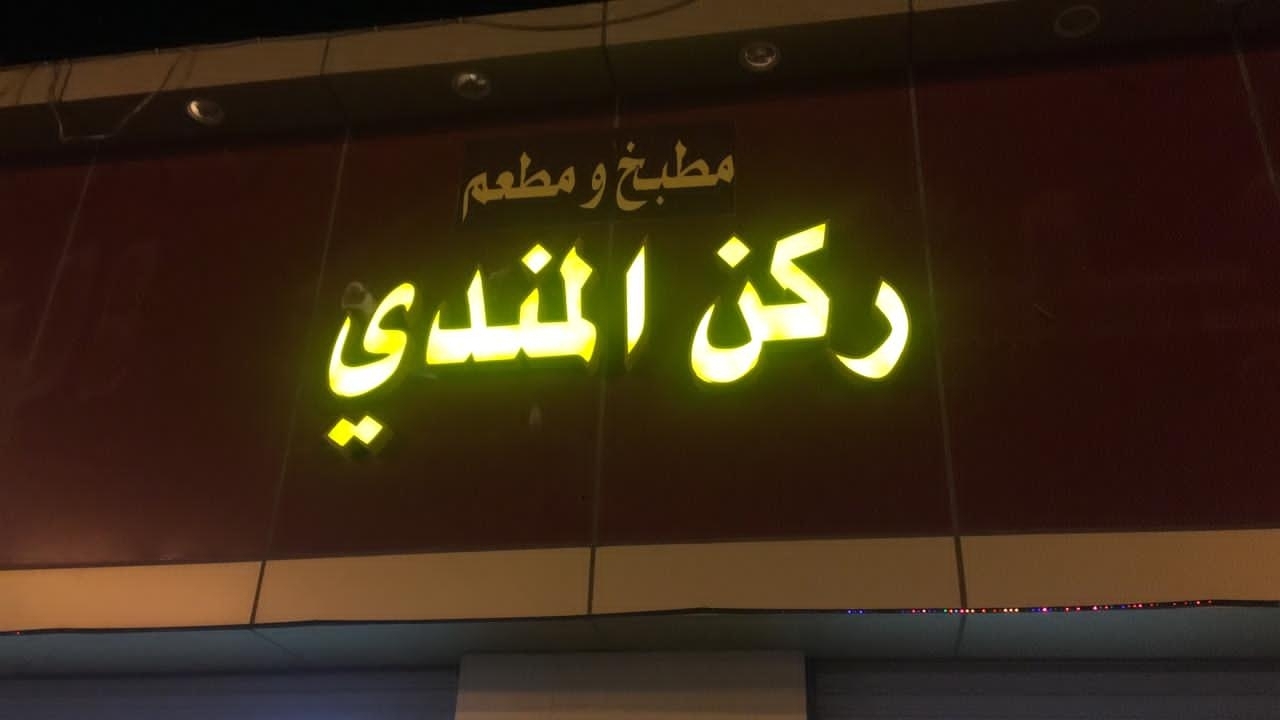 مطبخ و مطعم
ركن المندي